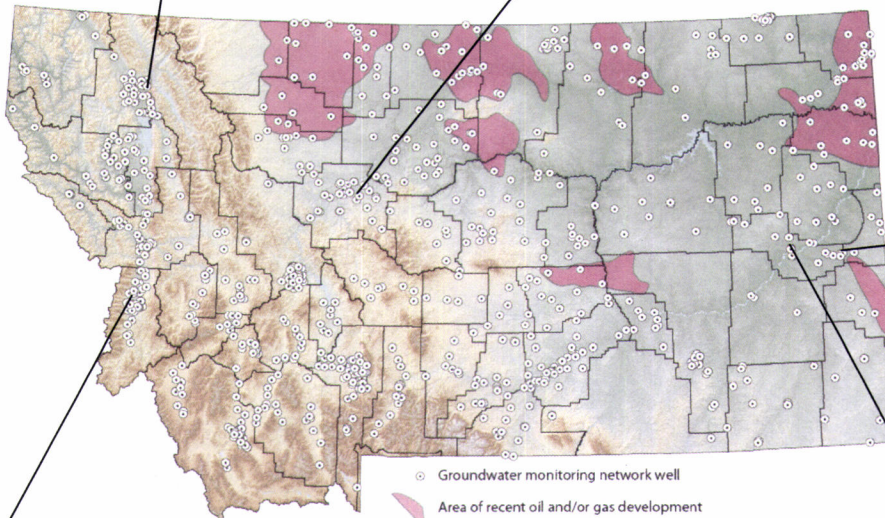 Groundwater monitoring network well
Area of recent oil and/or gas development